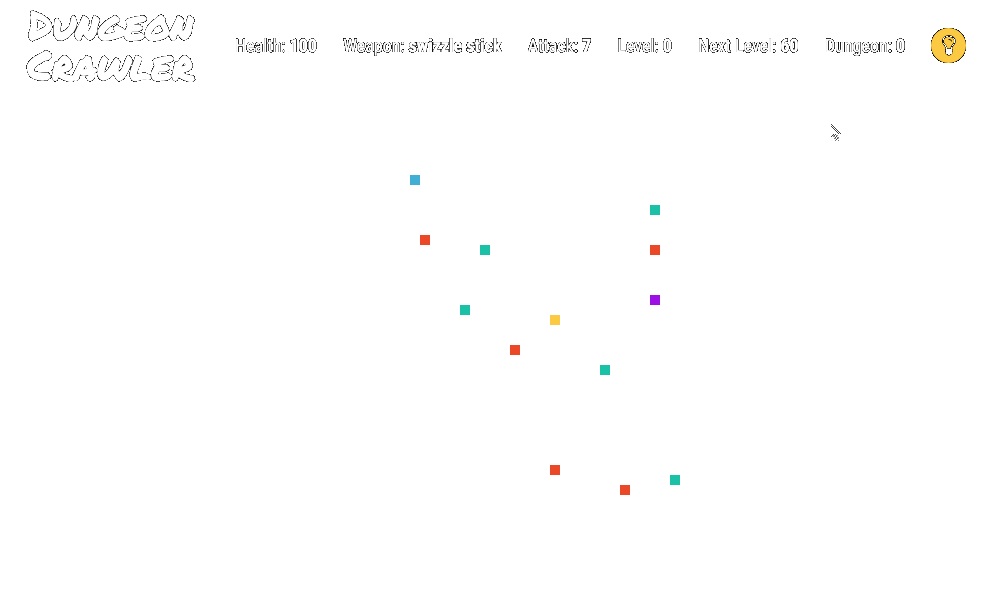 DUNGEON
CRAWLER
Health: 100 Weapon: swizzle stick Attack: 7 Level: 0 Next Level: 60 Dungeon: 0